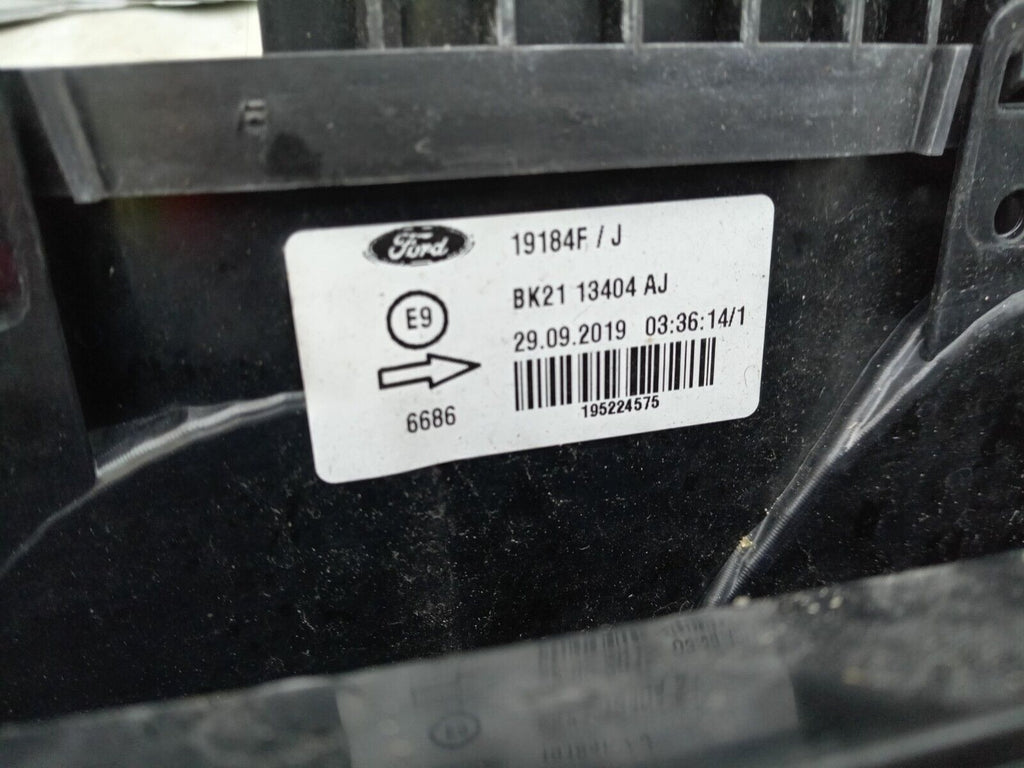 Ford
19184F / J
BK21 13404 AJ
E9
29.09.2019 03:36:14/1
195224575
6686